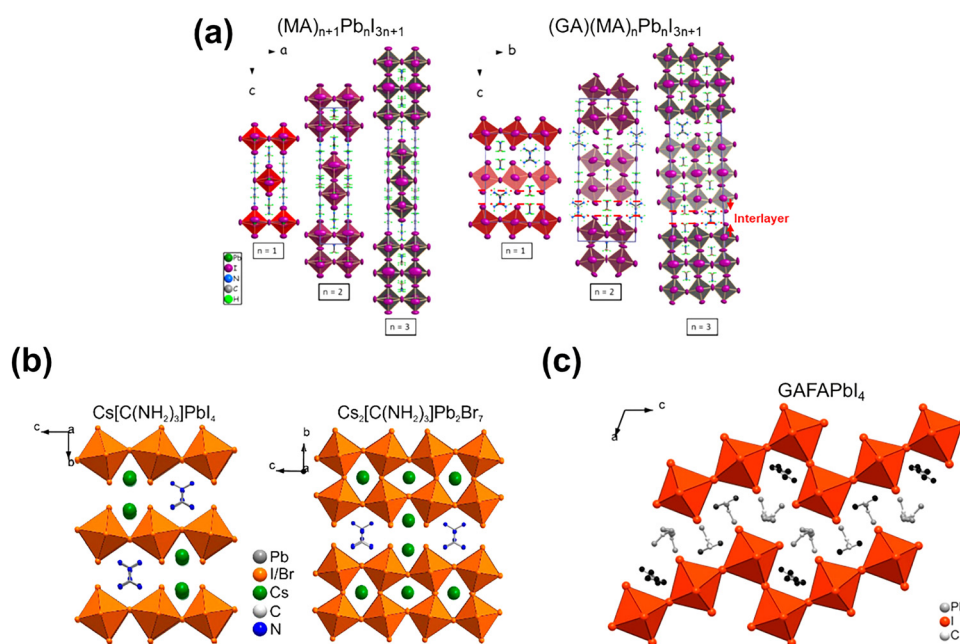 (a)
(MA)ₙ₊₁PbₙI₃ₙ₊₁
(GA)(MA)ₙPbₙI₃ₙ₊₁
a
c
b
c
n = 1
n = 2
n = 3
n = 1
n = 2
n = 3
Interlayer
Pb
I
N
C
H
(b)
Cs[C(NH₂)₃]PbI₄
Cs₂[C(NH₂)₃]Pb₂Br₇
c
a
b
b
c
a
Pb
I/Br
Cs
C
N
(c)
GAFAPbI₄
c
a
I
C